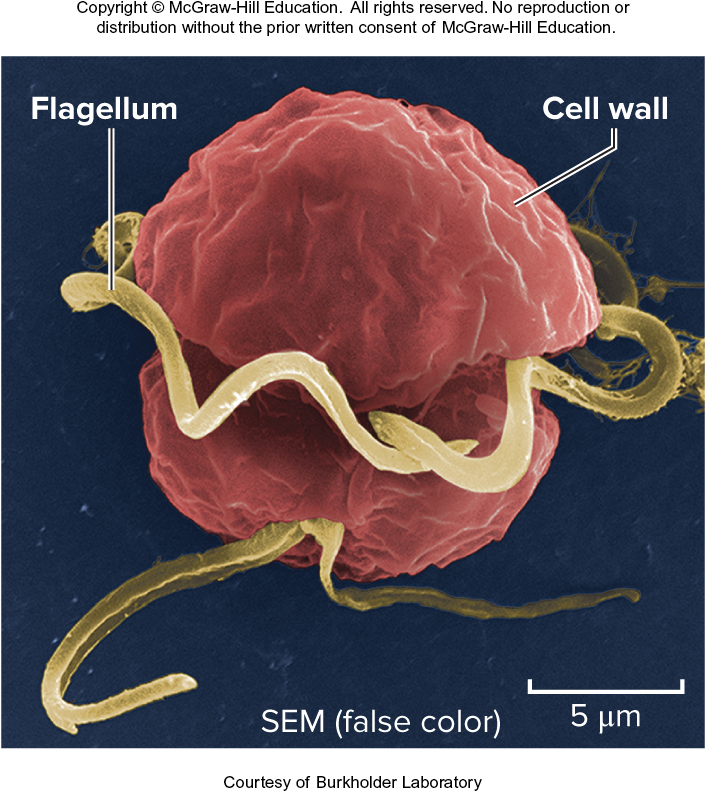 Copyright © McGraw-Hill Education.  All rights reserved. No reproduction or
distribution without the prior written consent of McGraw-Hill Education.
Flagellum
Cell wall
SEM (false color)
5 μm
Courtesy of Burkholder Laboratory